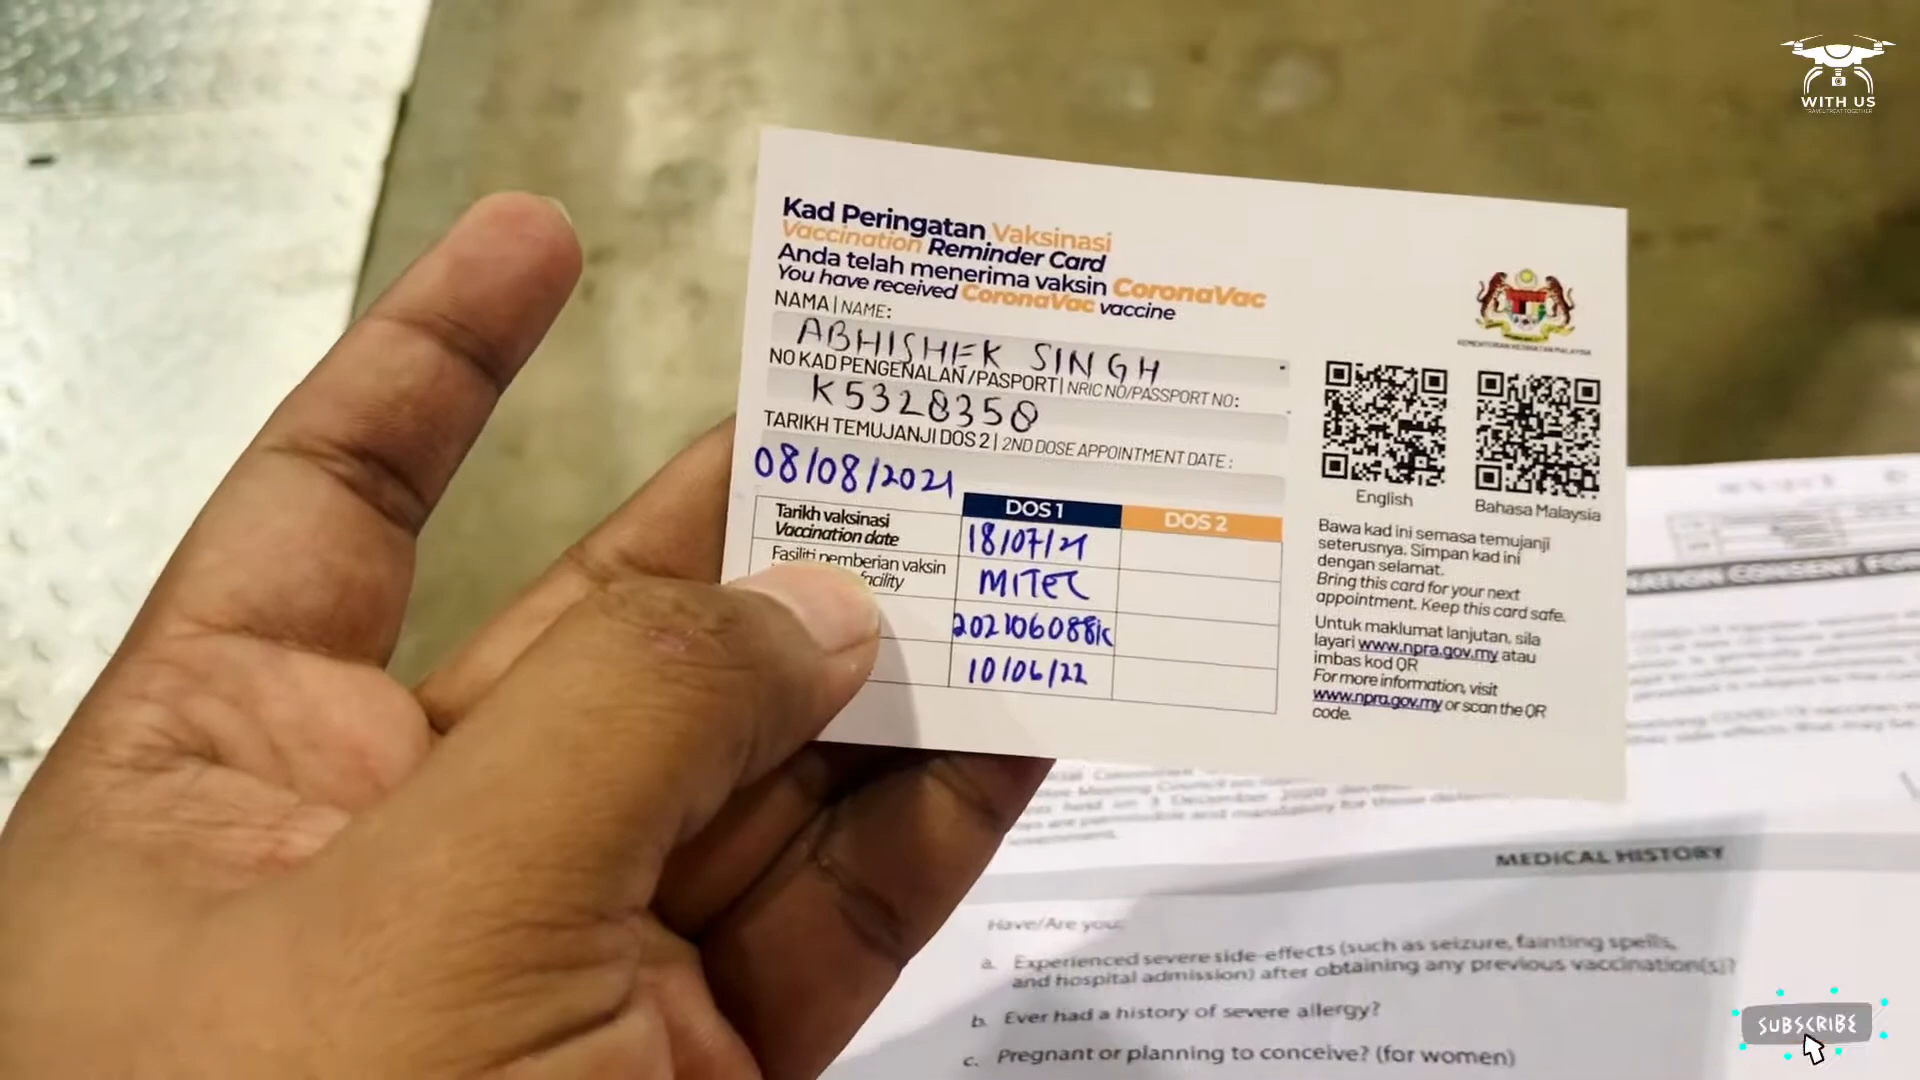 WITH US
Kad Peringatan Vaksinasi
Vaccination Reminder Card
Anda telah menerima vaksin CoronaVac
You have received CoronaVac vaccine
NAMA | NAME:
ABHISHEK SINGH
NO KAD PENGENALAN/PASPORT | NRIC NO/PASSPORT NO:
K5328358
TARIKH TEMUJANJI DOS 2 | 2ND DOSE APPOINTMENT DATE :
08/08/2021
DOS 1 DOS 2
Tarikh vaksinasi
Vaccination date
18/07/21
Fasiliti pemberian vaksin
facility
MITEC
202106088K
10/06/22
KEMENTERIAN KESIHATAN MALAYSIA
English
Bahasa Malaysia
Bawa kad ini semasa temujanji
seterusnya. Simpan kad ini
dengan selamat.
Bring this card for your next
appointment. Keep this card safe.
Untuk maklumat lanjutan, sila
layari www.npra.gov.my atau
imbas kod QR
For more information, visit
www.npra.gov.my or scan the QR
code.
MEDICAL HISTORY
Have/Are you:
a. Experienced severe side-effects (such as seizure, fainting spells,
and hospital admission) after obtaining any previous vaccination(s)?
b. Ever had a history of severe allergy?
c. Pregnant or planning to conceive? (for women)
SUBSCRIBE